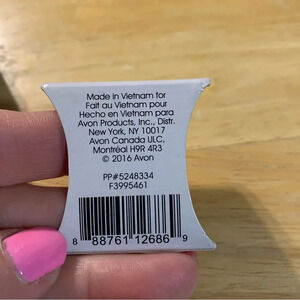 Made in Vietnam for
Fait au Vietnam pour
Hecho en Vietnam para
Avon Products, Inc., Distr.
New York, NY 10017
Avon Canada ULC,
Montréal H9R 4R3
© 2016 Avon
PP#5248334
F3995461
8 88761 12686 9